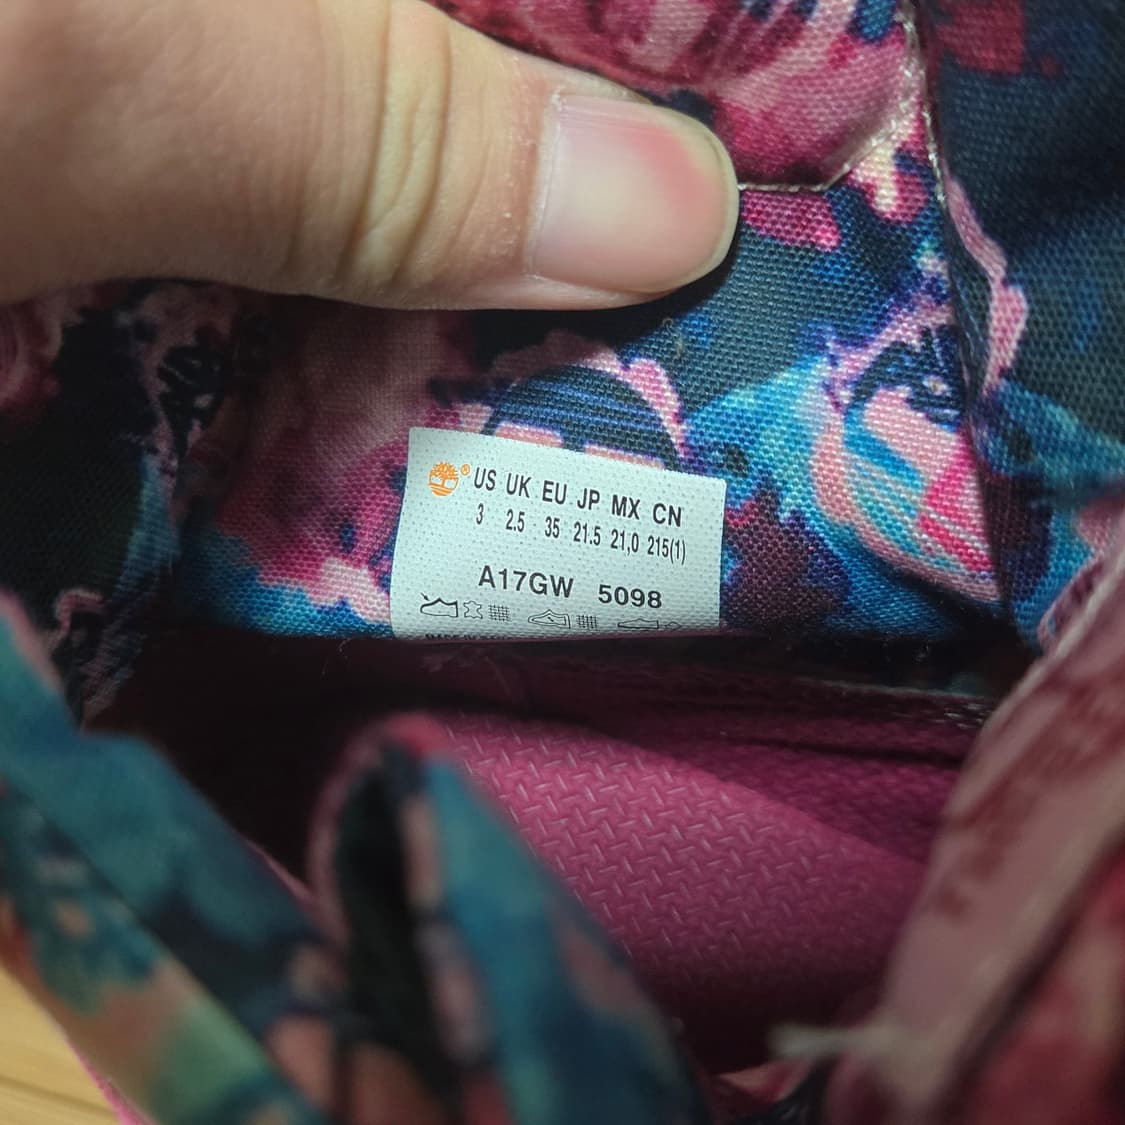 ® US UK EU JP MX CN
3 2.5 35 21.5 21,0 215(1)
A17GW 5098